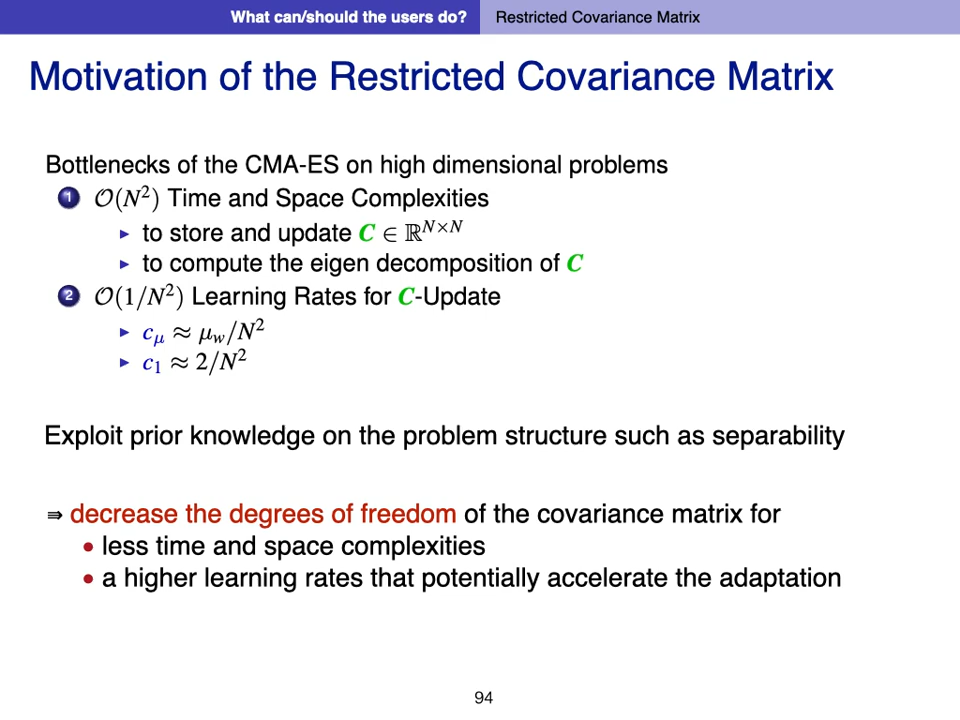 What can/should the users do? Restricted Covariance Matrix
Motivation of the Restricted Covariance Matrix
Bottlenecks of the CMA-ES on high dimensional problems
1 𝒪(N²) Time and Space Complexities
▶ to store and update C ∈ ℝᴺˣᴺ
▶ to compute the eigen decomposition of C
2 𝒪(1/N²) Learning Rates for C-Update
▶ c_μ ≈ μ_w/N²
▶ c₁ ≈ 2/N²
Exploit prior knowledge on the problem structure such as separability
⇛ decrease the degrees of freedom of the covariance matrix for
• less time and space complexities
• a higher learning rates that potentially accelerate the adaptation
94